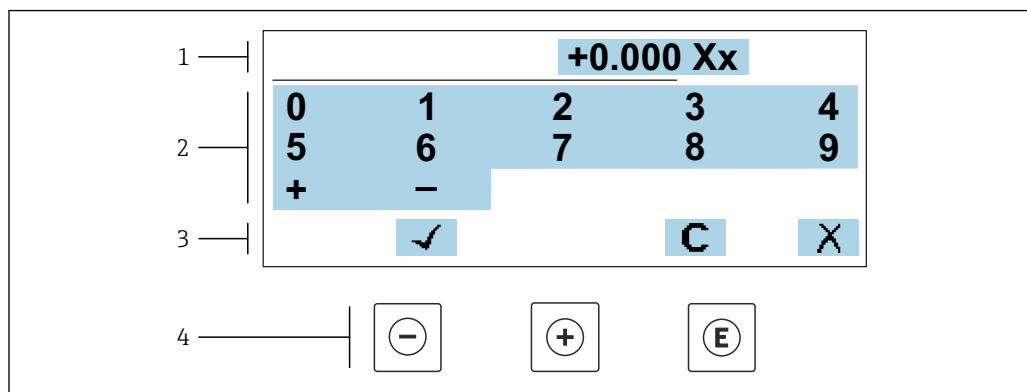 1 +0.000 Xx
0 1 2 3 4
2 5 6 7 8 9
+ −
3 ✓ C X
4 − + E